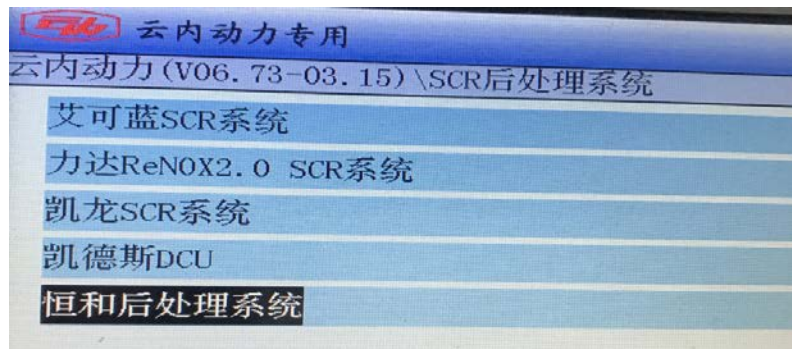 云内动力专用
云内动力(V06.73-03.15)\SCR后处理系统
艾可蓝SCR系统
力达ReNOX2.0 SCR系统
凯龙SCR系统
凯德斯DCU
恒和后处理系统